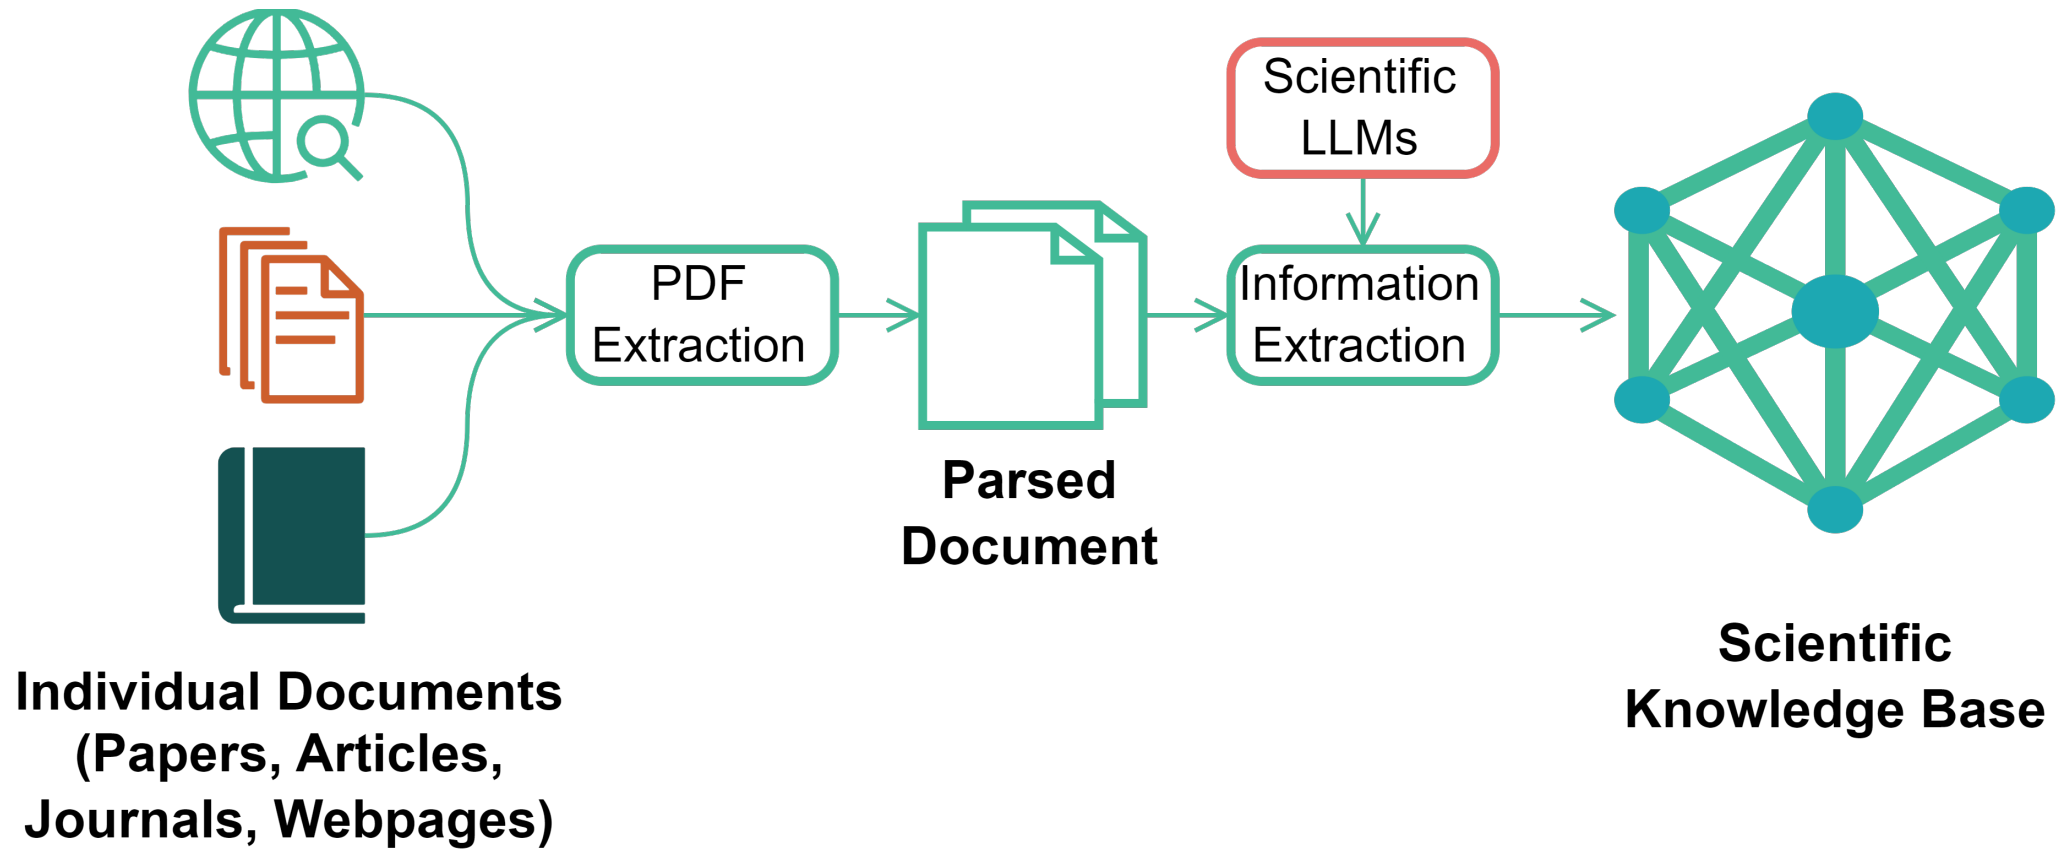 Individual Documents
(Papers, Articles,
Journals, Webpages)
PDF
Extraction
Parsed
Document
Scientific
LLMs
Information
Extraction
Scientific
Knowledge Base